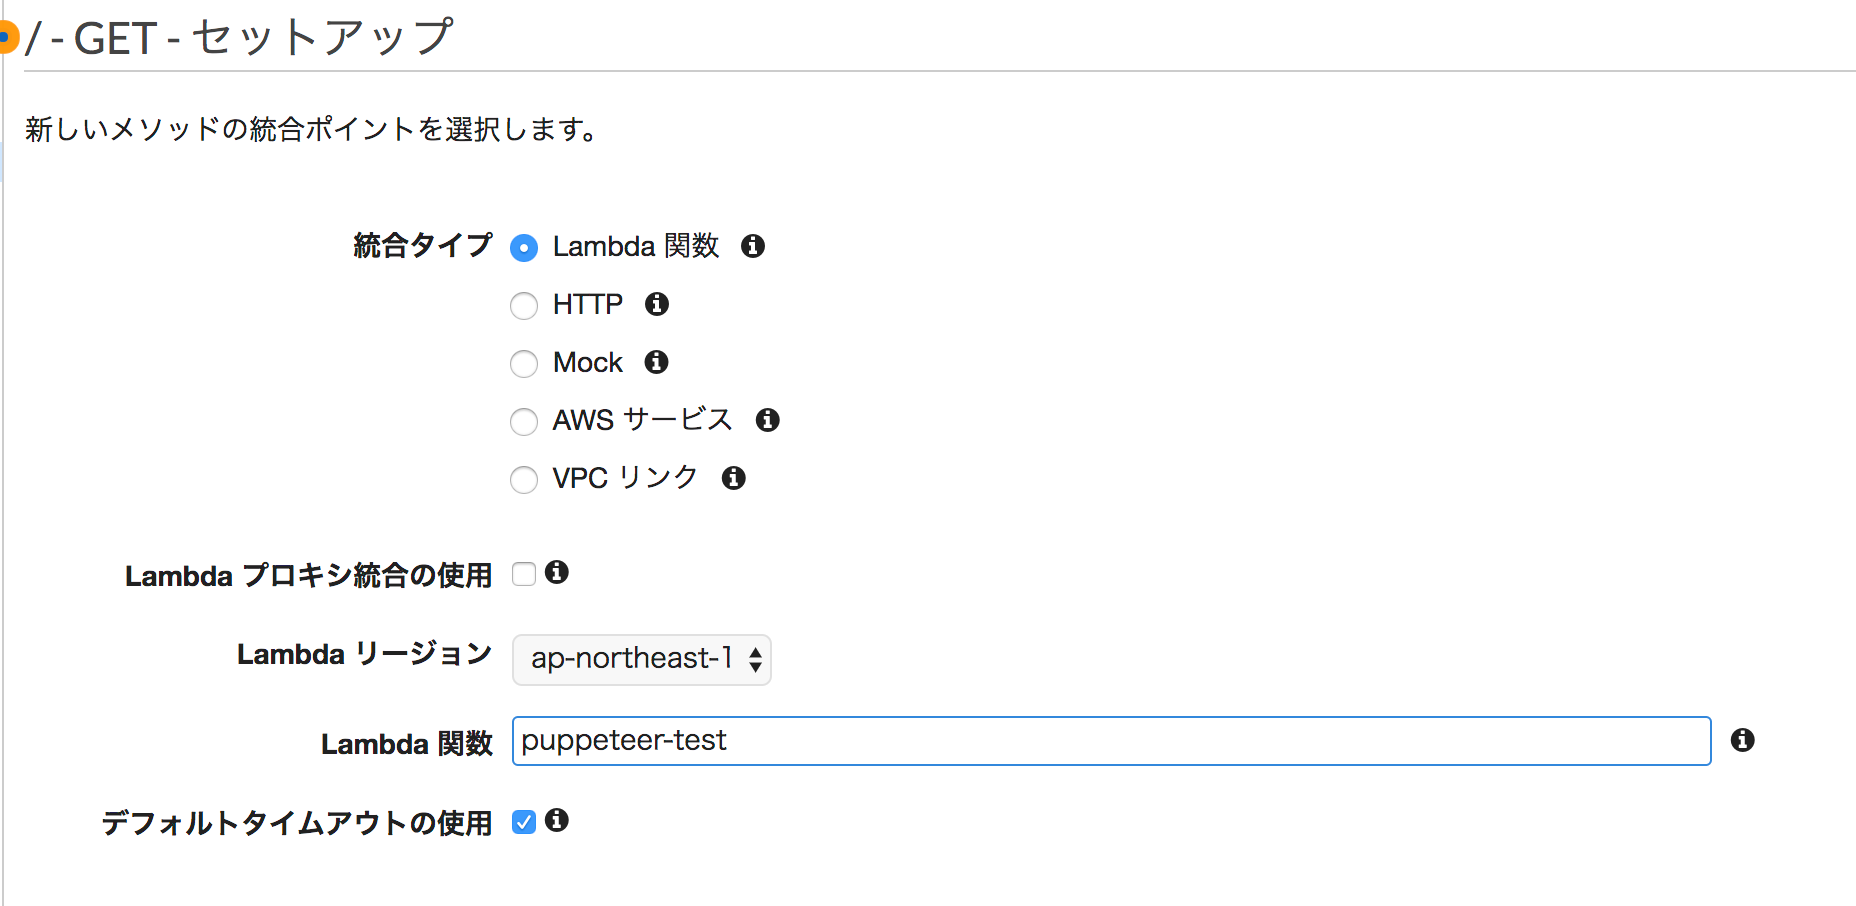 / - GET - セットアップ
新しいメソッドの統合ポイントを選択します。
統合タイプ
Lambda 関数
HTTP
Mock
AWS サービス
VPC リンク
Lambda プロキシ統合の使用
Lambda リージョン ap-northeast-1
Lambda 関数 puppeteer-test
デフォルトタイムアウトの使用